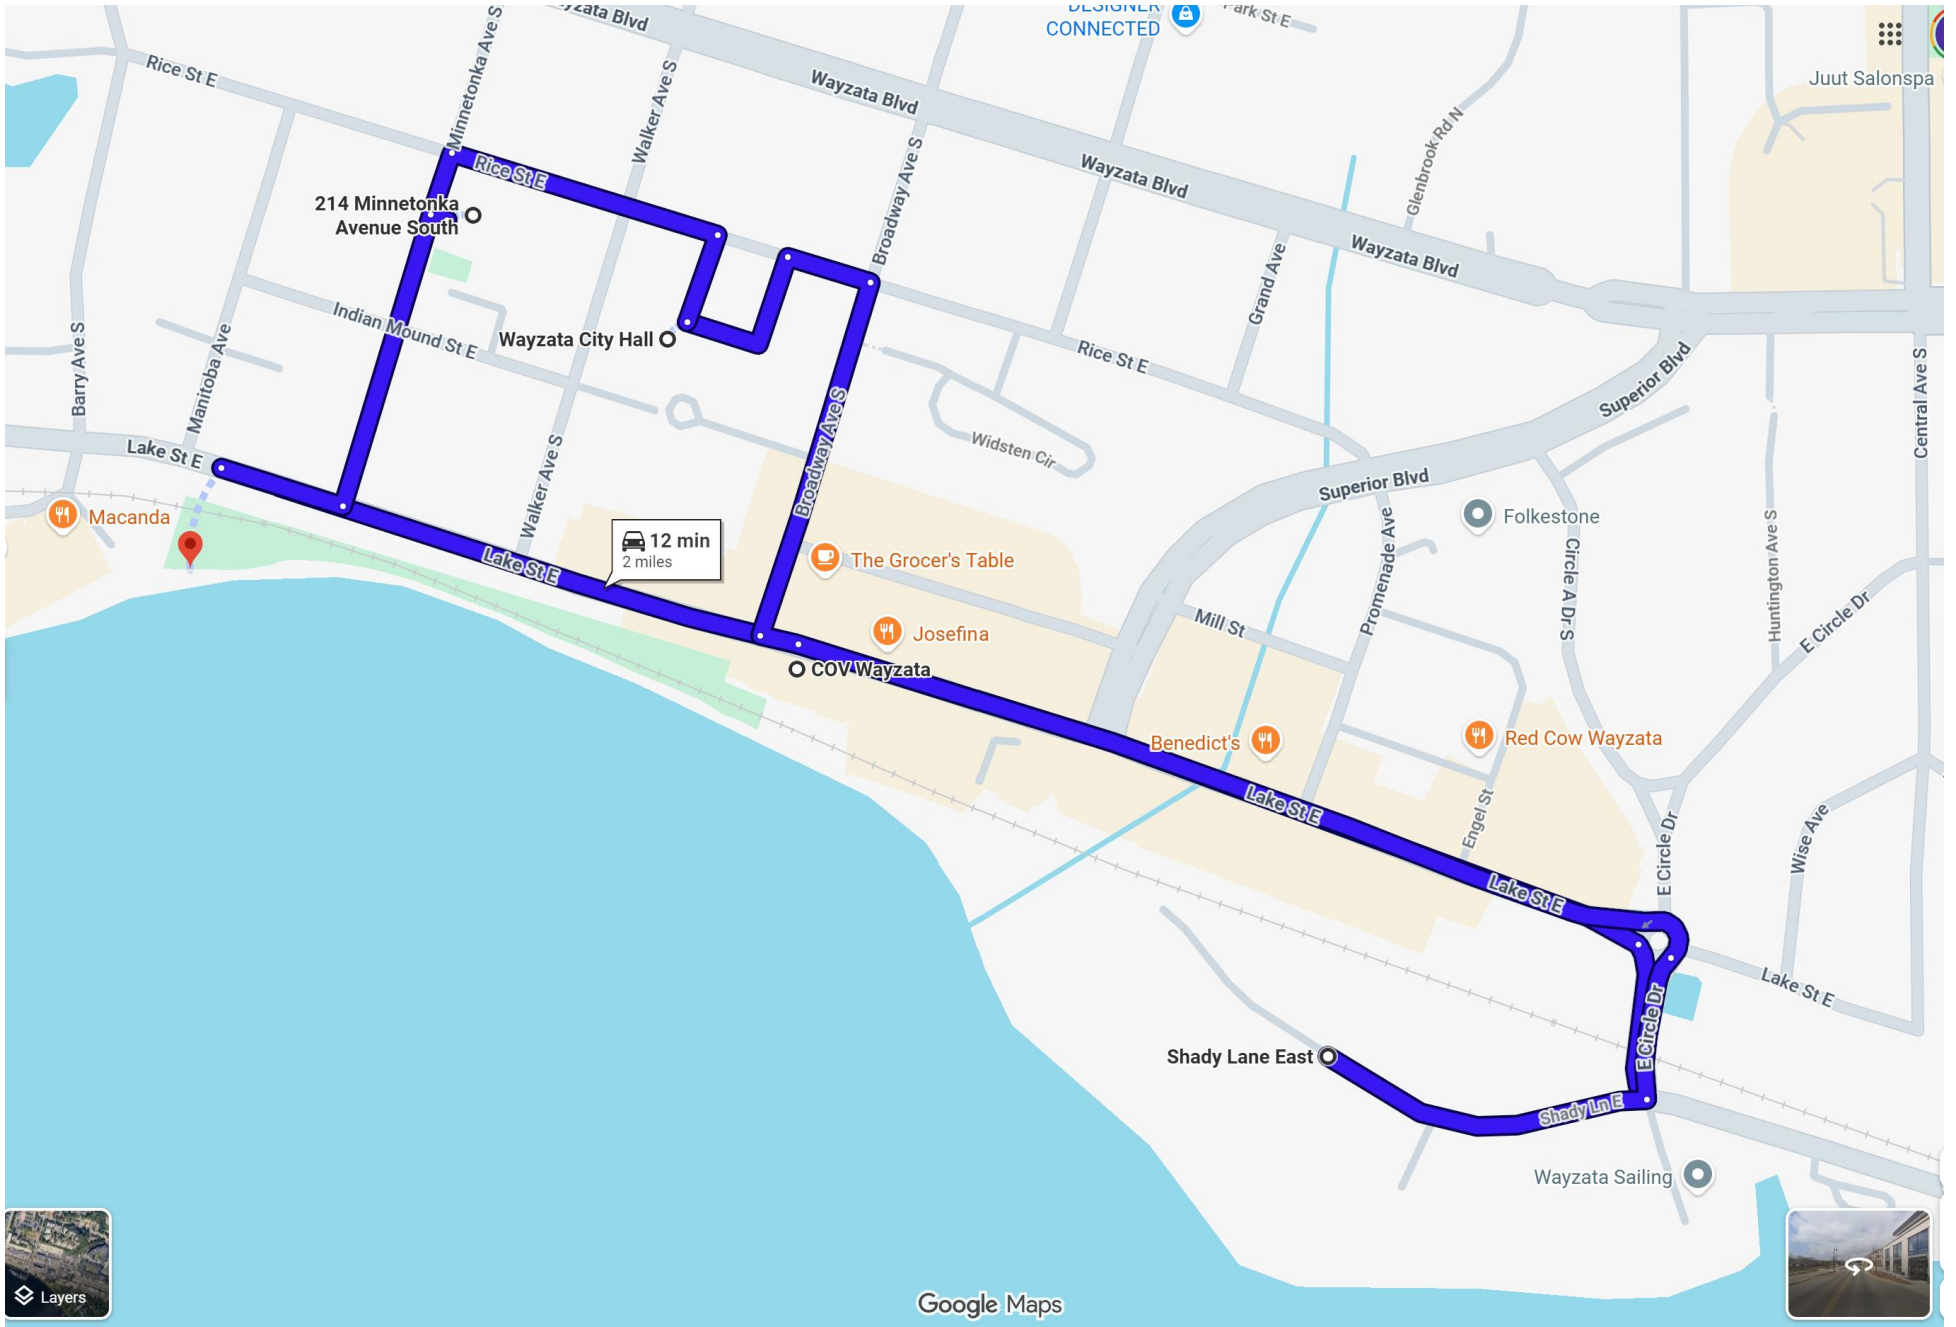 DESIGNER
CONNECTED
Park St E
Wayzata Blvd
Minnetonka Ave S
Rice St E
Walker Ave S
Wayzata Blvd
Juut Salonspa
Glenbrook Rd N
Wayzata Blvd
Rice St E
Broadway Ave S
214 Minnetonka
Avenue South
Grand Ave
Wayzata Blvd
Indian Mound St E
Wayzata City Hall
Rice St E
Superior Blvd
Barry Ave S
Manitoba Ave
Central Ave S
Lake St E
Walker Ave S
Broadway Ave S
Widsten Cir
Superior Blvd
Macanda
Folkestone
12 min
2 miles
Lake St E
The Grocer's Table
Promenade Ave
Circle A Dr S
Huntington Ave S
E Circle Dr
Mill St
Josefina
COV Wayzata
Benedict's
Red Cow Wayzata
Lake St E
Engel St
E Circle Dr
Wise Ave
Lake St E
Lake St E
E Circle Dr
Shady Lane East
Shady Ln E
Wayzata Sailing
Layers
Google Maps